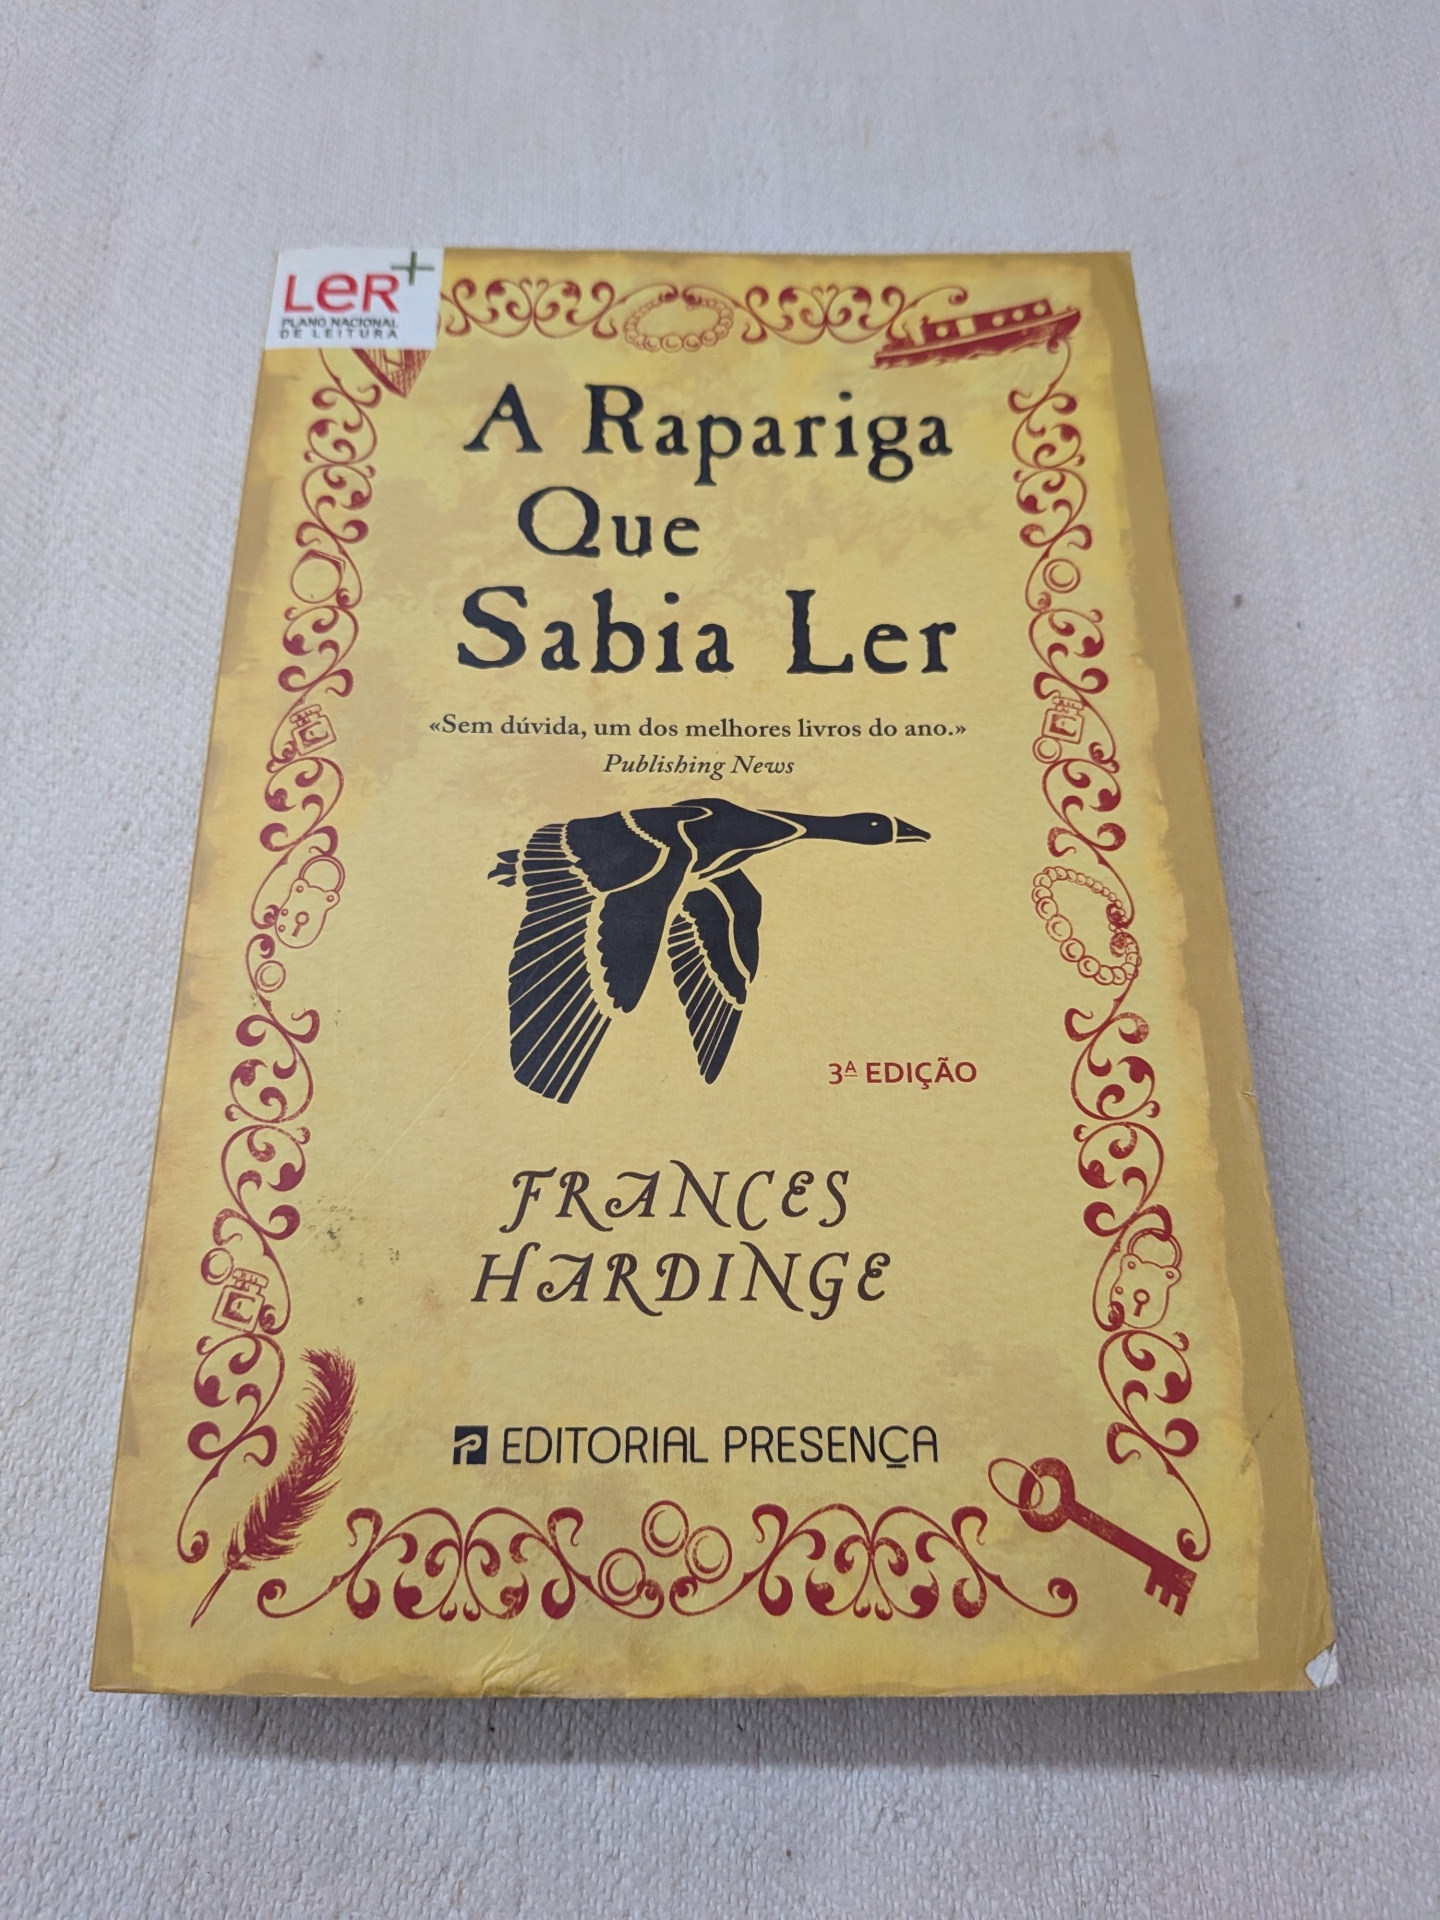 LeR+
PLANO NACIONAL
DE LEITURA
A Rapariga
Que
Sabia Ler
«Sem dúvida, um dos melhores livros do ano.»
Publishing News
3ª EDIÇÃO
FRANCES
HARDINGE
EDITORIAL PRESENÇA